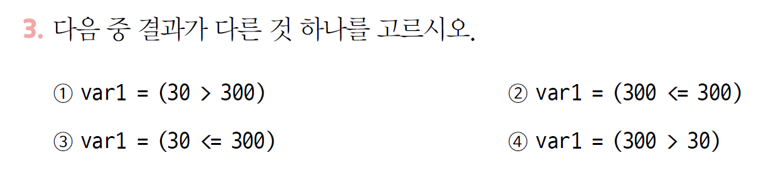 3. 다음 중 결과가 다른 것 하나를 고르시오.
① var1 = (30 > 300) ② var1 = (300 <= 300)
③ var1 = (30 <= 300) ④ var1 = (300 > 30)